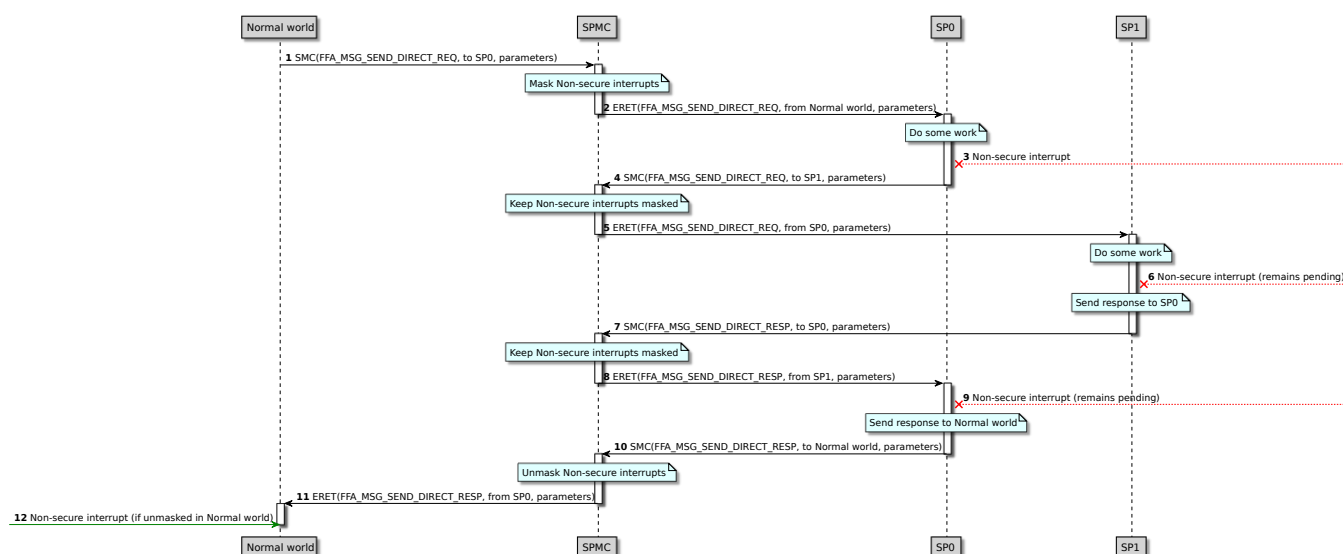 Normal world SPMC SP0 SP1
1 SMC(FFA_MSG_SEND_DIRECT_REQ, to SP0, parameters)
Mask Non-secure interrupts
2 ERET(FFA_MSG_SEND_DIRECT_REQ, from Normal world, parameters)
Do some work
3 Non-secure interrupt
4 SMC(FFA_MSG_SEND_DIRECT_REQ, to SP1, parameters)
Keep Non-secure interrupts masked
5 ERET(FFA_MSG_SEND_DIRECT_REQ, from SP0, parameters)
Do some work
6 Non-secure interrupt (remains pending)
Send response to SP0
7 SMC(FFA_MSG_SEND_DIRECT_RESP, to SP0, parameters)
Keep Non-secure interrupts masked
8 ERET(FFA_MSG_SEND_DIRECT_RESP, from SP1, parameters)
9 Non-secure interrupt (remains pending)
Send response to Normal world
10 SMC(FFA_MSG_SEND_DIRECT_RESP, to Normal world, parameters)
Unmask Non-secure interrupts
11 ERET(FFA_MSG_SEND_DIRECT_RESP, from SP0, parameters)
12 Non-secure interrupt (if unmasked in Normal world)
Normal world SPMC SP0 SP1